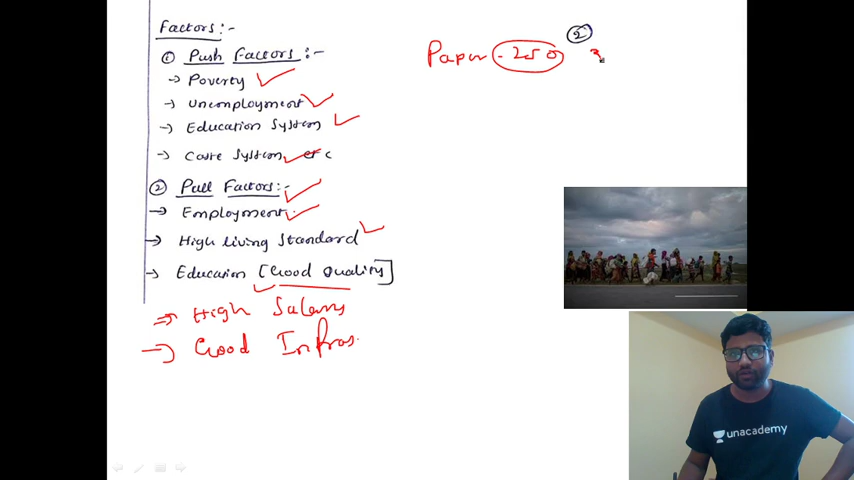 Factors:-
① Push Factors:-
→ Poverty
→ Unemployment
→ Education System
→ Caste System etc
② Pull Factors:-
→ Employment
→ High living Standard
→ Education [Good Quality]
⇒ High Salary
→ Good Infras.
Paper - 250 ②
unacademy